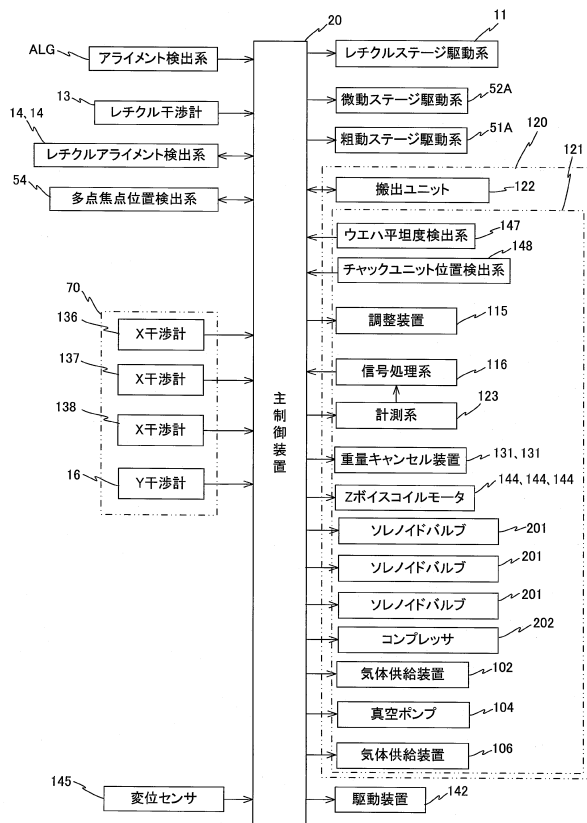 20
11
ALG
アライメント検出系
レチクルステージ駆動系
13
レチクル干渉計
52A
微動ステージ駆動系
14、14
レチクルアライメント検出系
51A
粗動ステージ駆動系
120
121
54
多点焦点位置検出系
搬出ユニット
122
ウエハ平坦度検出系
147
チャックユニット位置検出系
148
70
136
X干渉計
調整装置
115
137
X干渉計
信号処理系
116
138
X干渉計
計測系
123
主制御装置
重量キャンセル装置
131、131
16
Y干渉計
Zボイスコイルモータ
144、144、144
ソレノイドバルブ
201
ソレノイドバルブ
201
ソレノイドバルブ
201
コンプレッサ
202
気体供給装置
102
真空ポンプ
104
気体供給装置
106
145
変位センサ
駆動装置
142